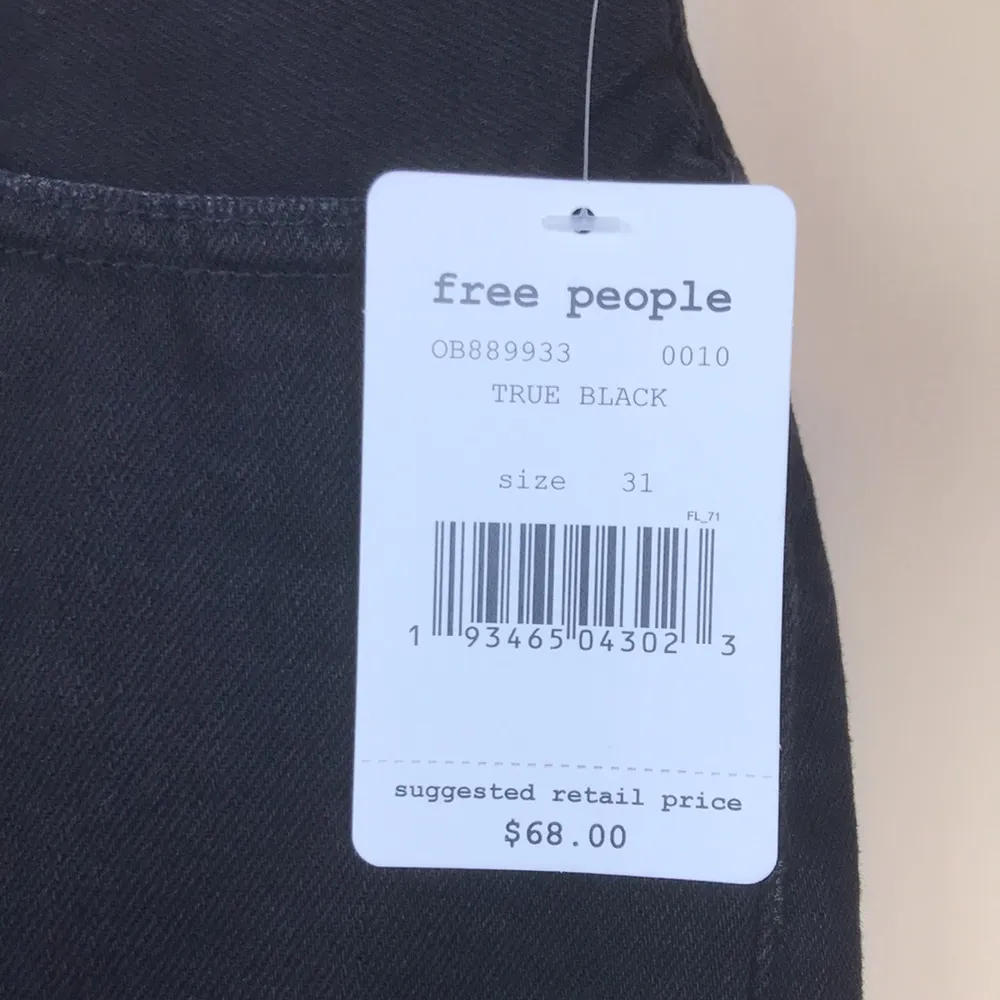 free people
OB889933 0010
TRUE BLACK
size 31
FL_71
1 93465 04302 3
suggested retail price
$68.00